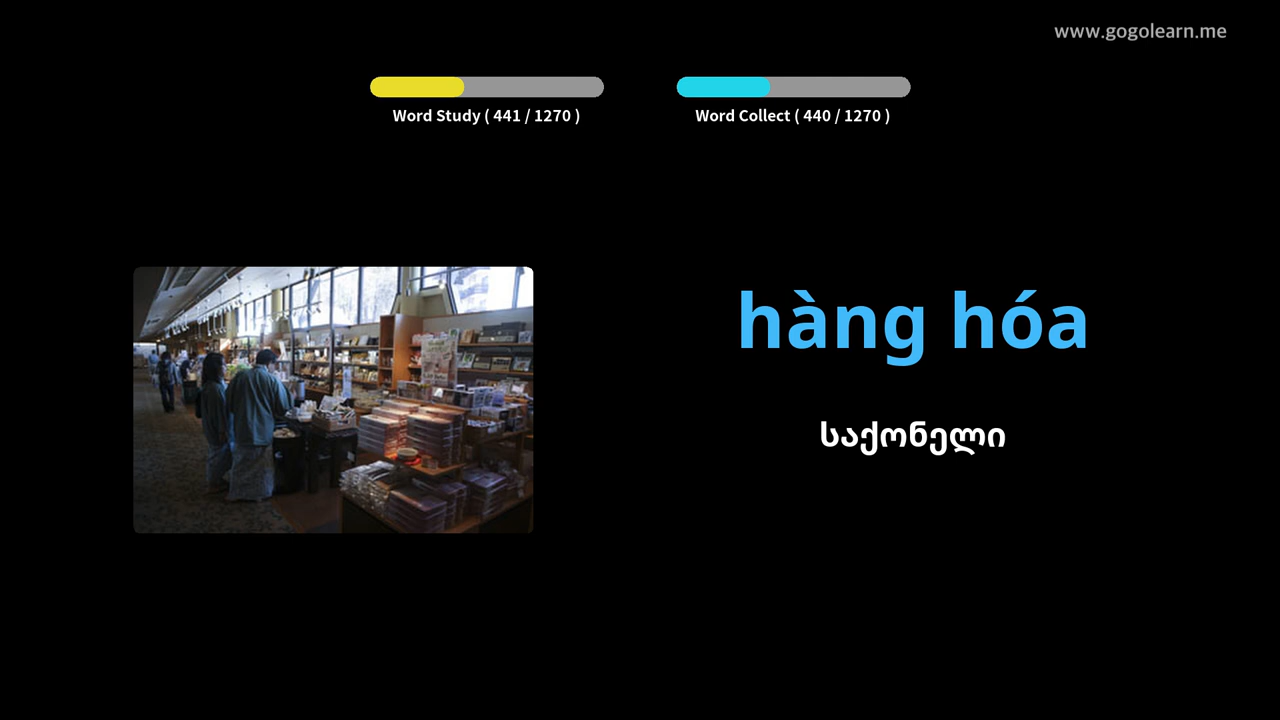 www.gogolearn.me
Word Study ( 441 / 1270 )
Word Collect ( 440 / 1270 )
hàng hóa
საქონელი